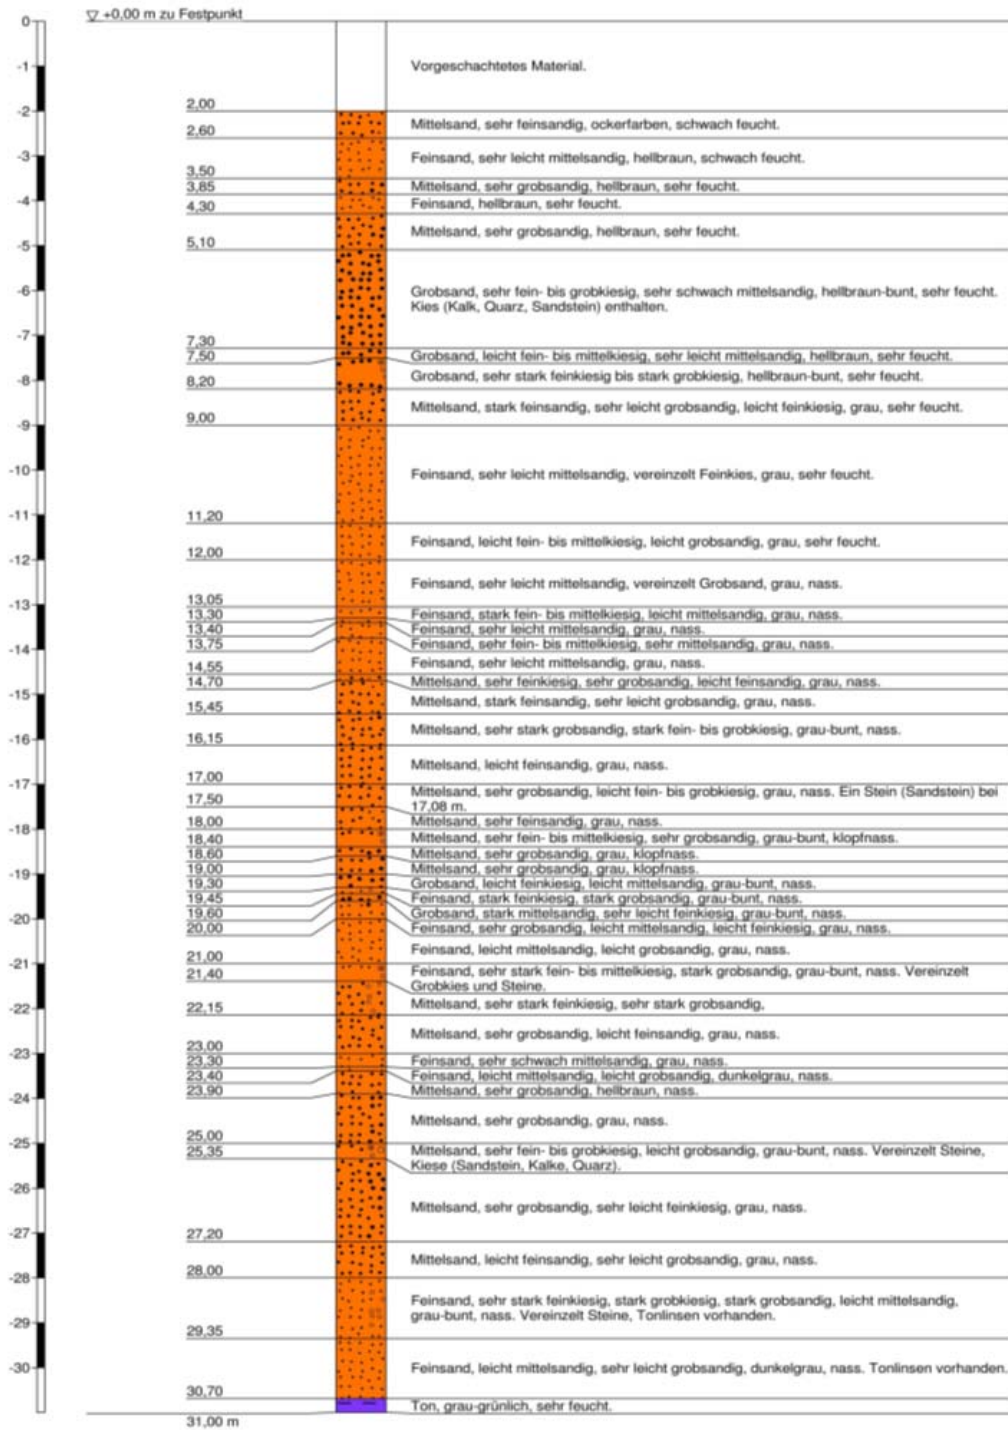 ▽ +0,00 m zu Festpunkt
0
Vorgeschachtetes Material.
-1
2,00
-2
Mittelsand, sehr feinsandig, ockerfarben, schwach feucht.
2,60
Feinsand, sehr leicht mittelsandig, hellbraun, schwach feucht.
-3
3,50
Mittelsand, sehr grobsandig, hellbraun, sehr feucht.
3,85
-4
Feinsand, hellbraun, sehr feucht.
4,30
Mittelsand, sehr grobsandig, hellbraun, sehr feucht.
5,10
-5
Grobsand, sehr fein- bis grobkiesig, sehr schwach mittelsandig, hellbraun-bunt, sehr feucht.
Kies (Kalk, Quarz, Sandstein) enthalten.
-6
-7
7,30
Grobsand, leicht fein- bis mittelkiesig, sehr leicht mittelsandig, hellbraun, sehr feucht.
7,50
Grobsand, sehr stark feinkiesig bis stark grobkiesig, hellbraun-bunt, sehr feucht.
-8
8,20
Mittelsand, stark feinsandig, sehr leicht grobsandig, leicht feinkiesig, grau, sehr feucht.
9,00
-9
Feinsand, sehr leicht mittelsandig, vereinzelt Feinkies, grau, sehr feucht.
-10
-11
11,20
Feinsand, leicht fein- bis mittelkiesig, leicht grobsandig, grau, sehr feucht.
12,00
-12
Feinsand, sehr leicht mittelsandig, vereinzelt Grobsand, grau, nass.
-13
13,05
Feinsand, stark fein- bis mittelkiesig, leicht mittelsandig, grau, nass.
13,30
Feinsand, sehr leicht mittelsandig, grau, nass.
13,40
Feinsand, sehr fein- bis mittelkiesig, sehr mittelsandig, grau, nass.
13,75
-14
Feinsand, sehr leicht mittelsandig, grau, nass.
14,55
Mittelsand, sehr feinkiesig, sehr grobsandig, leicht feinsandig, grau, nass.
14,70
-15
Mittelsand, stark feinsandig, sehr leicht grobsandig, grau, nass.
15,45
Mittelsand, sehr stark grobsandig, stark fein- bis grobkiesig, grau-bunt, nass.
-16
16,15
Mittelsand, leicht feinsandig, grau, nass.
17,00
-17
Mittelsand, sehr grobsandig, leicht fein- bis grobkiesig, grau, nass. Ein Stein (Sandstein) bei
17,08 m.
17,50
Mittelsand, sehr feinsandig, grau, nass.
18,00
-18
Mittelsand, sehr fein- bis mittelkiesig, sehr grobsandig, grau-bunt, klopfnass.
18,40
Mittelsand, sehr grobsandig, grau, klopfnass.
18,60
Mittelsand, sehr grobsandig, grau, klopfnass.
19,00
-19
Grobsand, leicht feinkiesig, leicht mittelsandig, grau-bunt, nass.
19,30
Feinsand, stark feinkiesig, stark grobsandig, grau-bunt, nass.
19,45
Grobsand, stark mittelsandig, sehr leicht feinkiesig, grau-bunt, nass.
19,60
-20
Feinsand, sehr grobsandig, leicht mittelsandig, leicht feinkiesig, grau, nass.
20,00
Feinsand, leicht mittelsandig, leicht grobsandig, grau, nass.
21,00
-21
Feinsand, sehr stark fein- bis mittelkiesig, stark grobsandig, grau-bunt, nass. Vereinzelt
Grobkies und Steine.
21,40
Mittelsand, sehr stark feinkiesig, sehr stark grobsandig,
-22
22,15
Mittelsand, sehr grobsandig, leicht feinsandig, grau, nass.
23,00
-23
Feinsand, sehr schwach mittelsandig, grau, nass.
23,30
Feinsand, leicht mittelsandig, leicht grobsandig, dunkelgrau, nass.
23,40
Mittelsand, sehr grobsandig, hellbraun, nass.
23,90
-24
Mittelsand, sehr grobsandig, grau, nass.
25,00
-25
Mittelsand, sehr fein- bis grobkiesig, leicht grobsandig, grau-bunt, nass. Vereinzelt Steine,
Kiese (Sandstein, Kalke, Quarz).
25,35
-26
Mittelsand, sehr grobsandig, sehr leicht feinkiesig, grau, nass.
-27
27,20
Mittelsand, leicht feinsandig, sehr leicht grobsandig, grau, nass.
28,00
-28
Feinsand, sehr stark feinkiesig, stark grobkiesig, stark grobsandig, leicht mittelsandig,
grau-bunt, nass. Vereinzelt Steine, Tonlinsen vorhanden.
-29
29,35
Feinsand, leicht mittelsandig, sehr leicht grobsandig, dunkelgrau, nass. Tonlinsen vorhanden.
-30
30,70
Ton, grau-grünlich, sehr feucht.
31,00 m